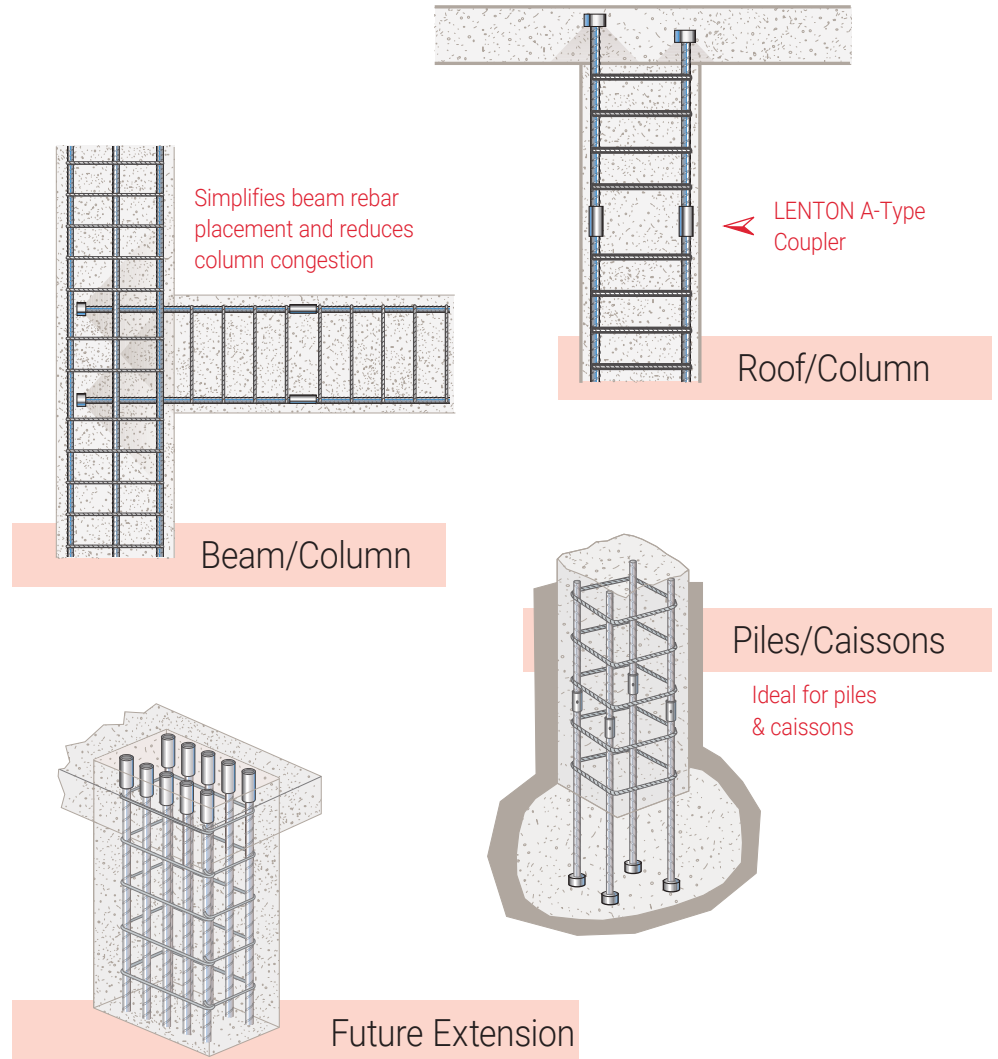 Simplifies beam rebar
placement and reduces
column congestion
LENTON A-Type
Coupler
Roof/Column
Beam/Column
Piles/Caissons
Ideal for piles
& caissons
Future Extension